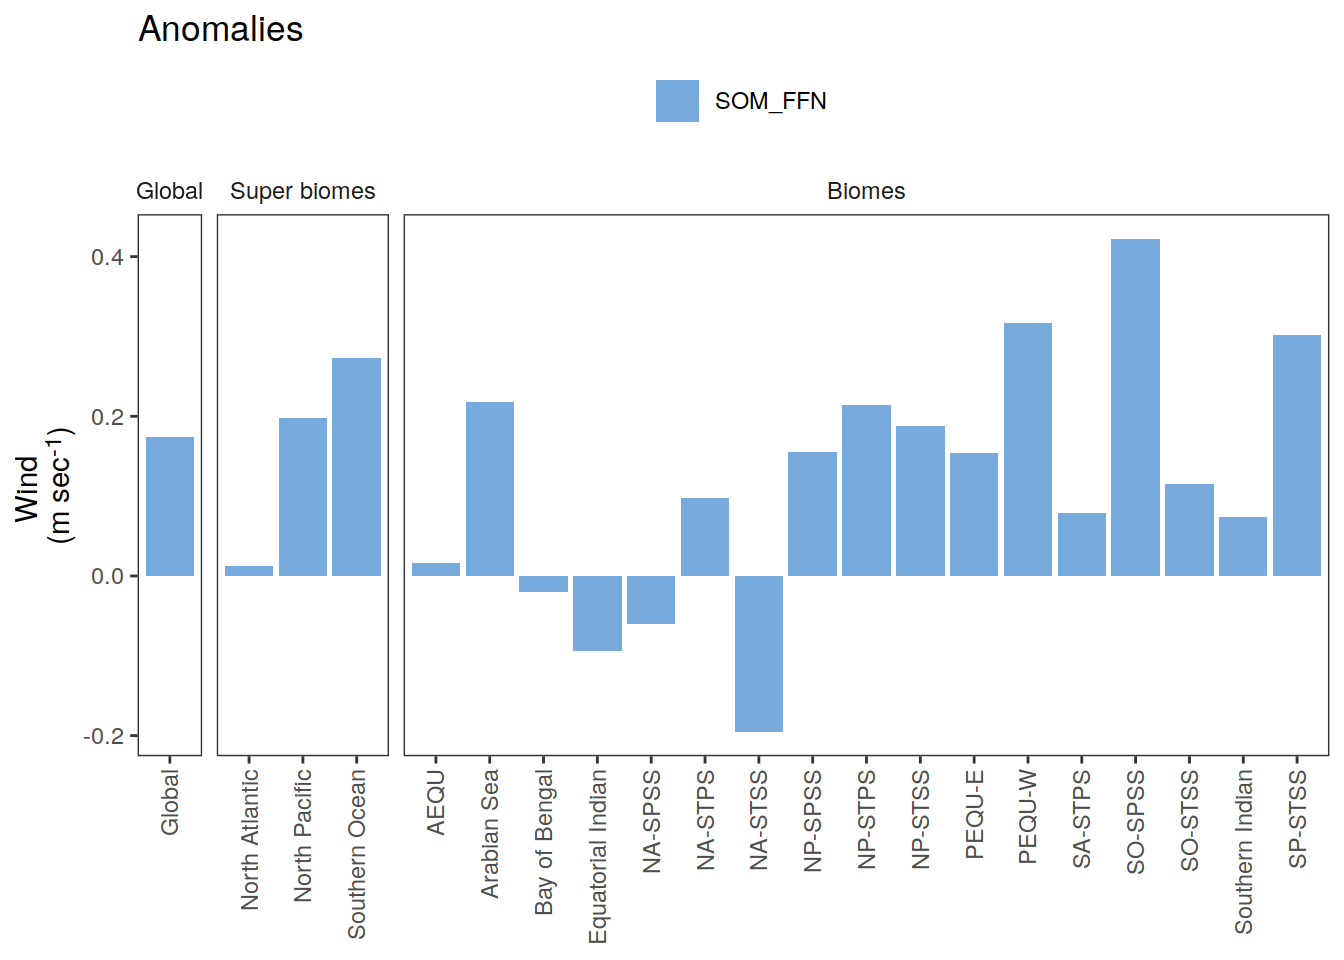 Anomalies
SOM_FFN
Global
Super biomes
Biomes
Wind
(m sec-1)
0.4
0.2
0.0
-0.2
Global
North Atlantic
North Pacific
Southern Ocean
AEQU
Arabian Sea
Bay of Bengal
Equatorial Indian
NA-SPSS
NA-STPS
NA-STSS
NP-SPSS
NP-STPS
NP-STSS
PEQU-E
PEQU-W
SA-STPS
SO-SPSS
SO-STSS
Southern Indian
SP-STSS